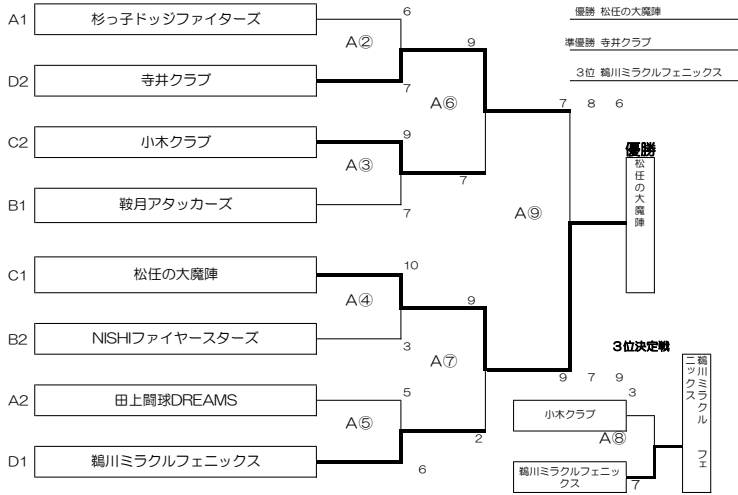 優勝 松任の大魔陣
準優勝 寺井クラブ
3位 鵜川ミラクルフェニックス
A1 杉っ子ドッジファイターズ 6
A②
D2 寺井クラブ 7
9
A⑥
C2 小木クラブ 9
A③
B1 鞍月アタッカーズ 7
7
7 8 6
A⑨
優勝
松任の大魔陣
C1 松任の大魔陣 10
A④
B2 NISHIファイヤースターズ 3
9
A⑦
A2 田上闘球DREAMS 5
A⑤
D1 鵜川ミラクルフェニックス 6
2
9 7 9
3位決定戦
小木クラブ 3
A⑧
鵜川ミラクルフェニッ
クス 7
鵜川ミラクル フェ
ニックス